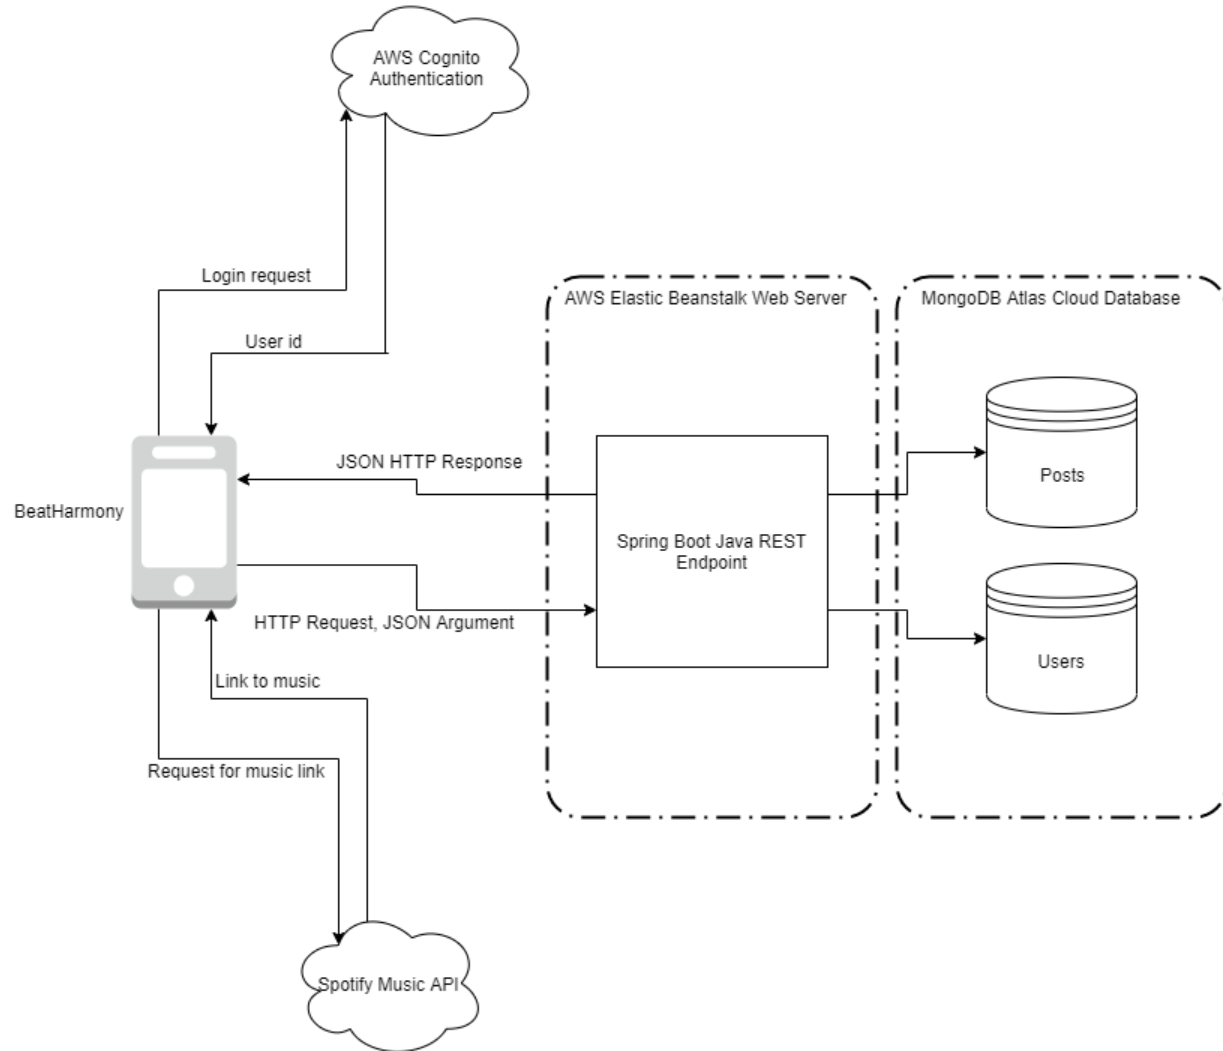 AWS Cognito
Authentication
Login request
User id
AWS Elastic Beanstalk Web Server
MongoDB Atlas Cloud Database
JSON HTTP Response
Posts
BeatHarmony
Spring Boot Java REST
Endpoint
HTTP Request, JSON Argument
Users
Link to music
Request for music link
Spotify Music API